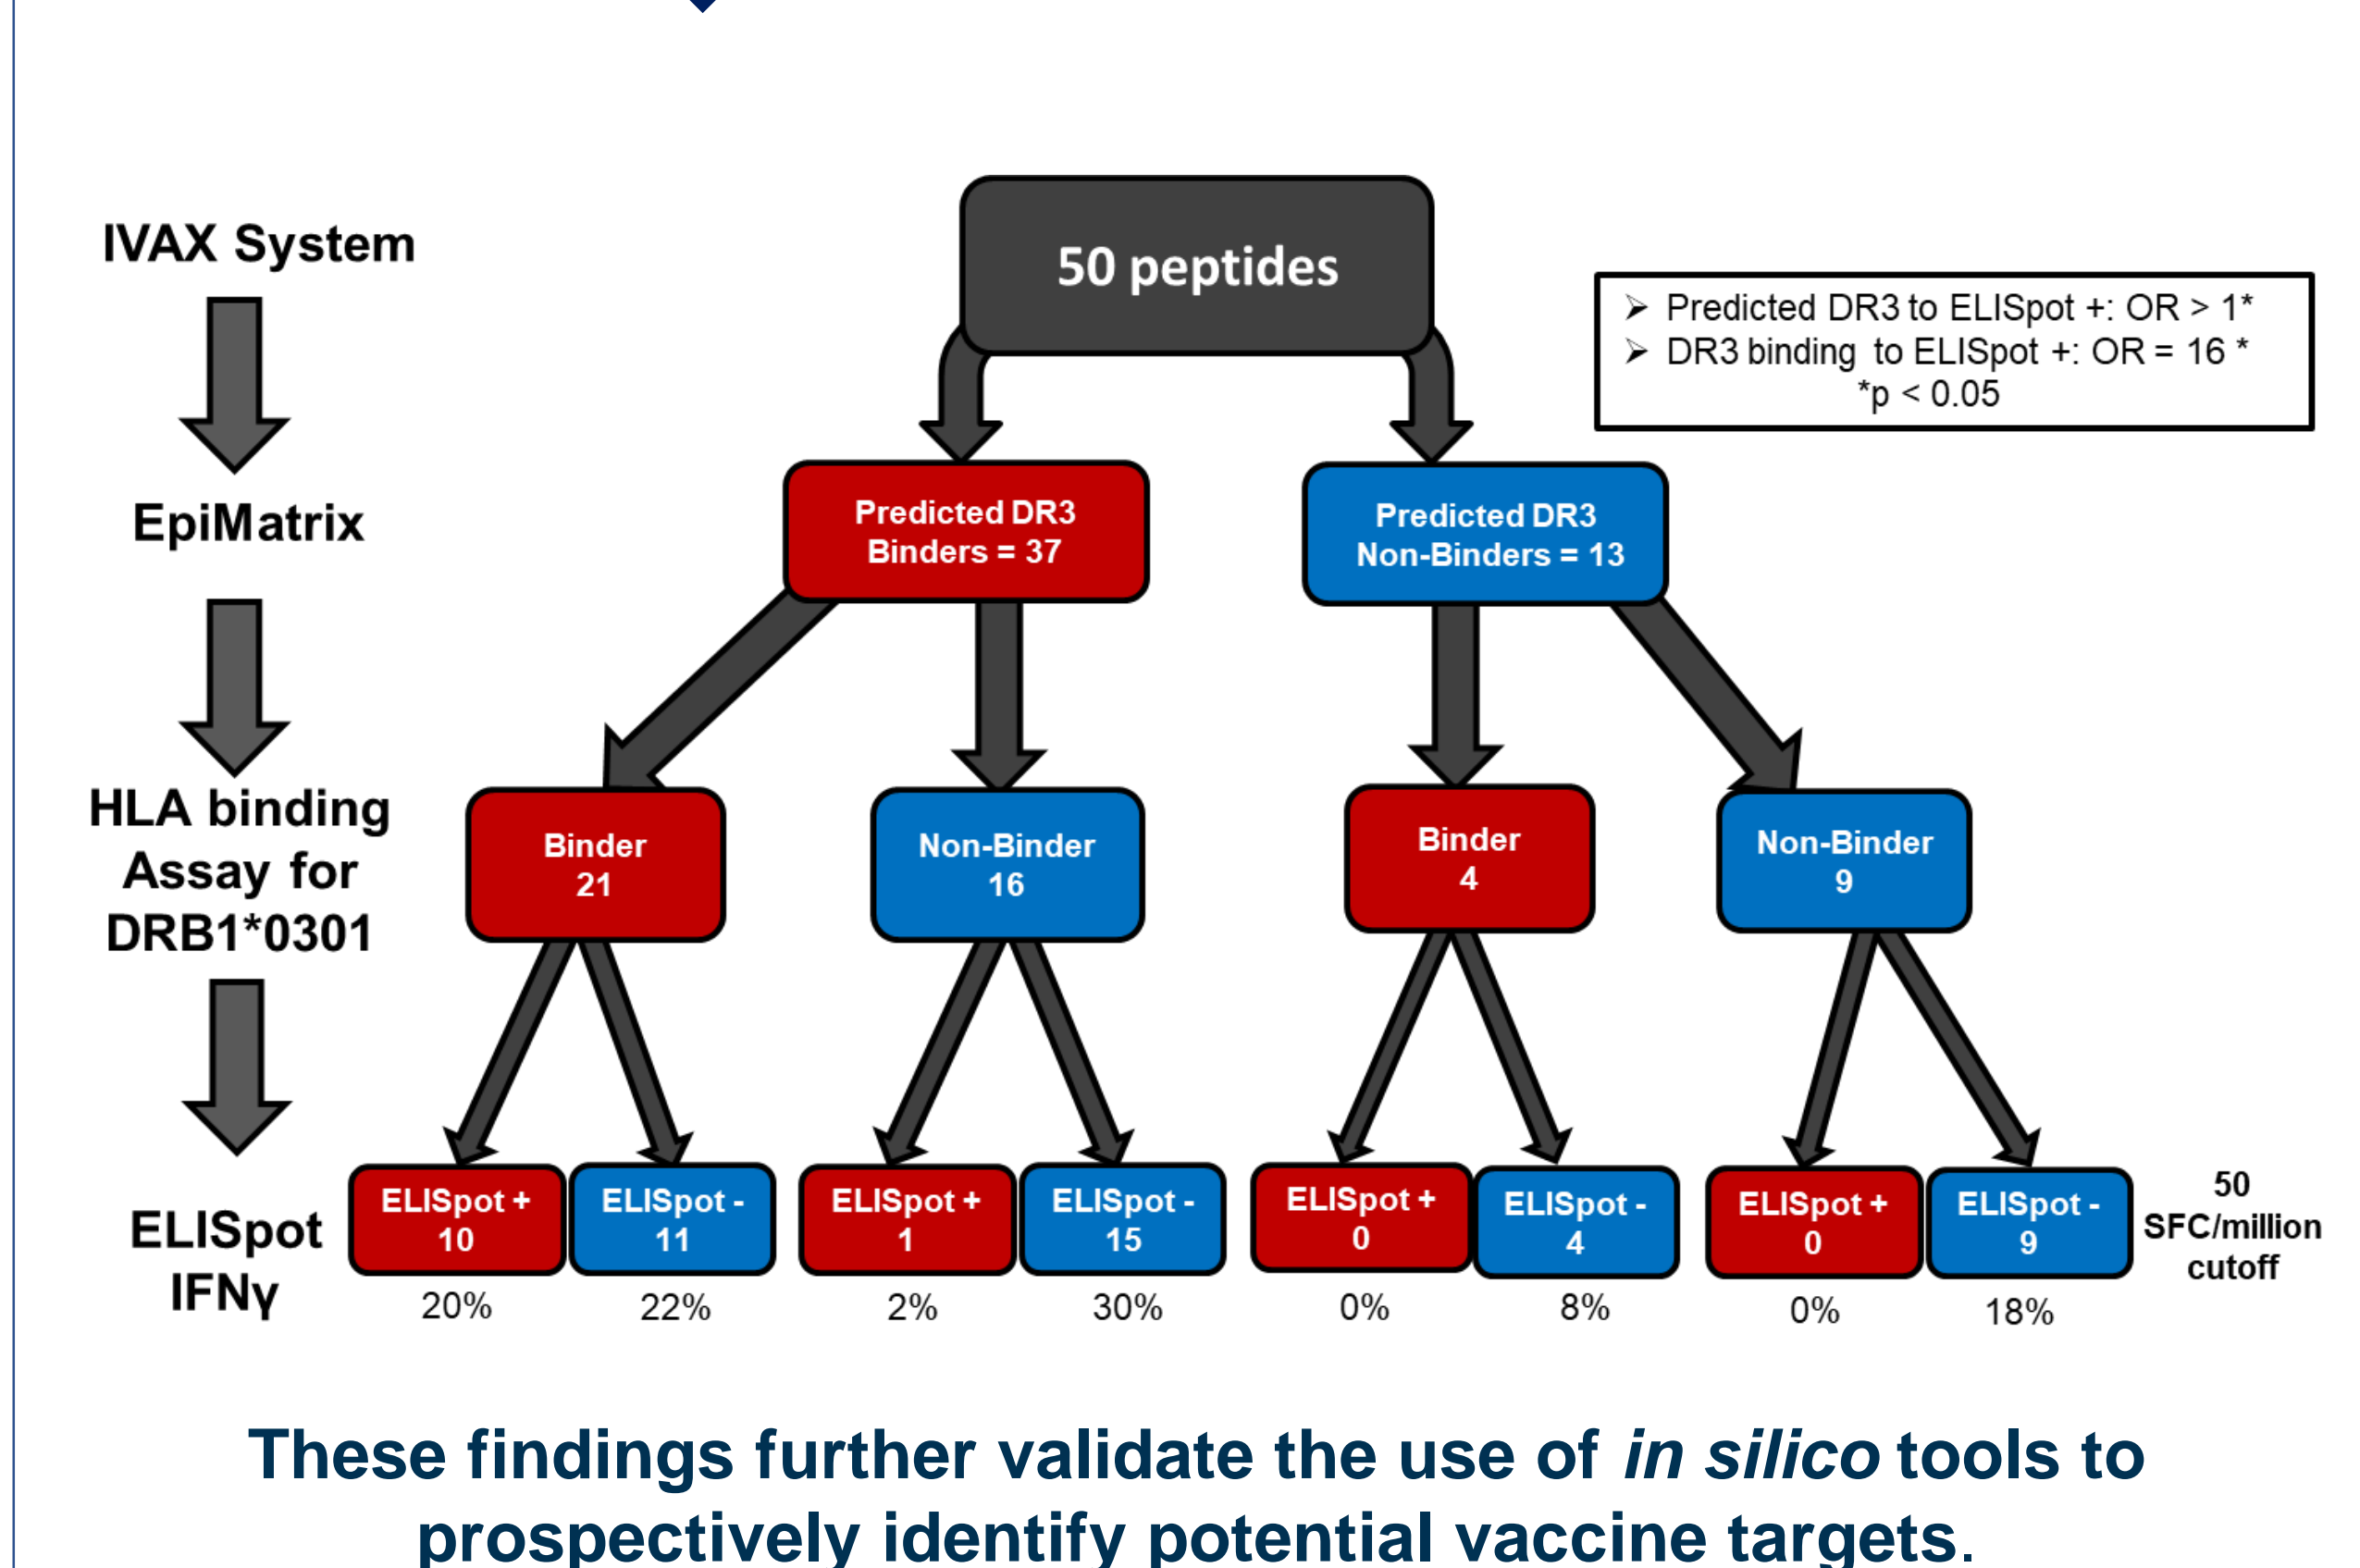 IVAX System
50 peptides
➢ Predicted DR3 to ELISpot +: OR > 1*
➢ DR3 binding to ELISpot +: OR = 16 *
*p < 0.05
EpiMatrix
Predicted DR3
Binders = 37
Predicted DR3
Non-Binders = 13
HLA binding
Assay for
DRB1*0301
Binder
21
Non-Binder
16
Binder
4
Non-Binder
9
ELISpot
IFNγ
ELISpot +
10
ELISpot -
11
ELISpot +
1
ELISpot -
15
ELISpot +
0
ELISpot -
4
ELISpot +
0
ELISpot -
9
50
SFC/million
cutoff
20%
22%
2%
30%
0%
8%
0%
18%
These findings further validate the use of in silico tools to
prospectively identify potential vaccine targets.